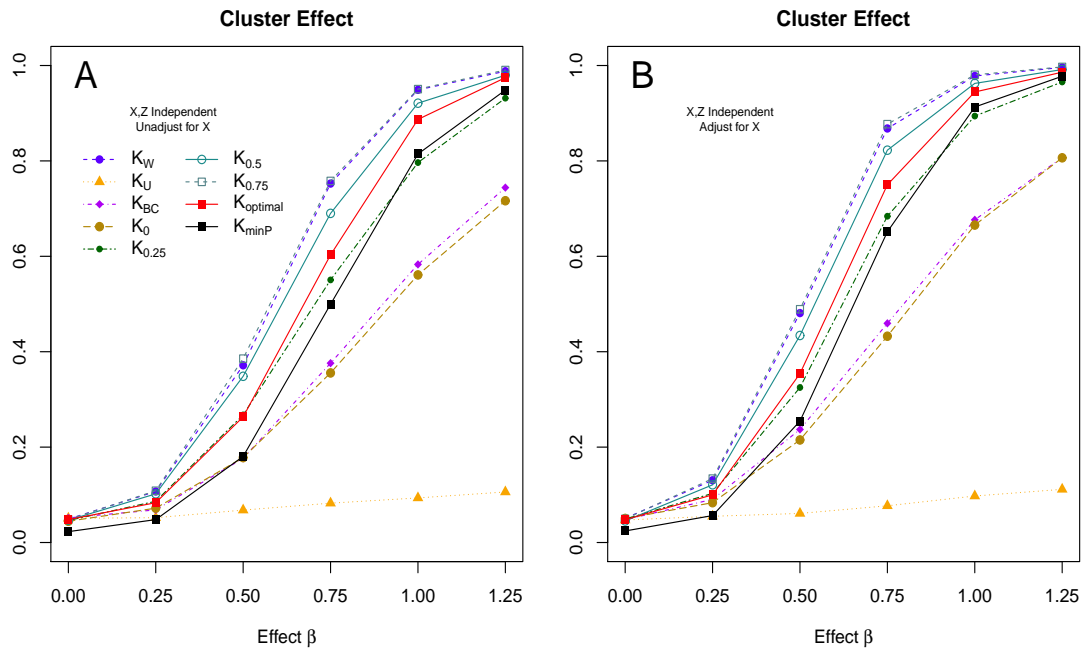 Cluster Effect
A
X,Z Independent
Unadjust for X
K_W
K_U
K_BC
K_0
K_0.25
K_0.5
K_0.75
K_optimal
K_minP
1.0
0.8
0.6
0.4
0.2
0.0
0.00 0.25 0.50 0.75 1.00 1.25
Effect β
Cluster Effect
B
X,Z Independent
Adjust for X
1.0
0.8
0.6
0.4
0.2
0.0
0.00 0.25 0.50 0.75 1.00 1.25
Effect β